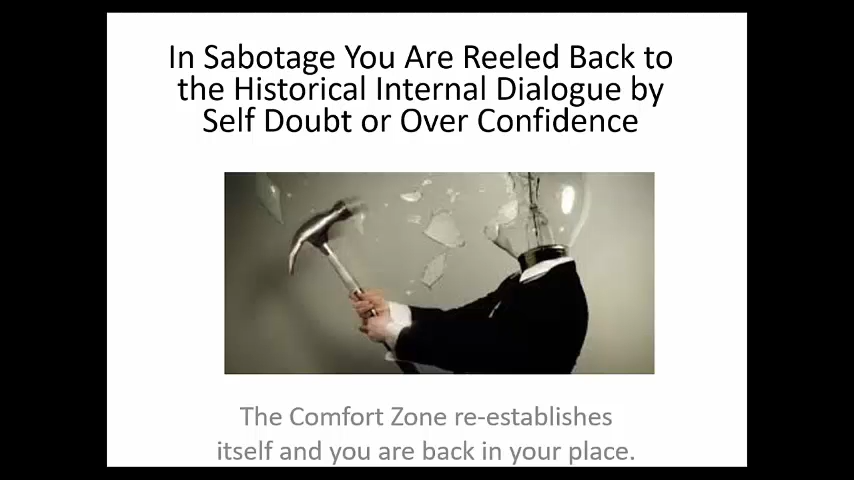 In Sabotage You Are Reeled Back to
the Historical Internal Dialogue by
Self Doubt or Over Confidence
The Comfort Zone re-establishes
itself and you are back in your place.